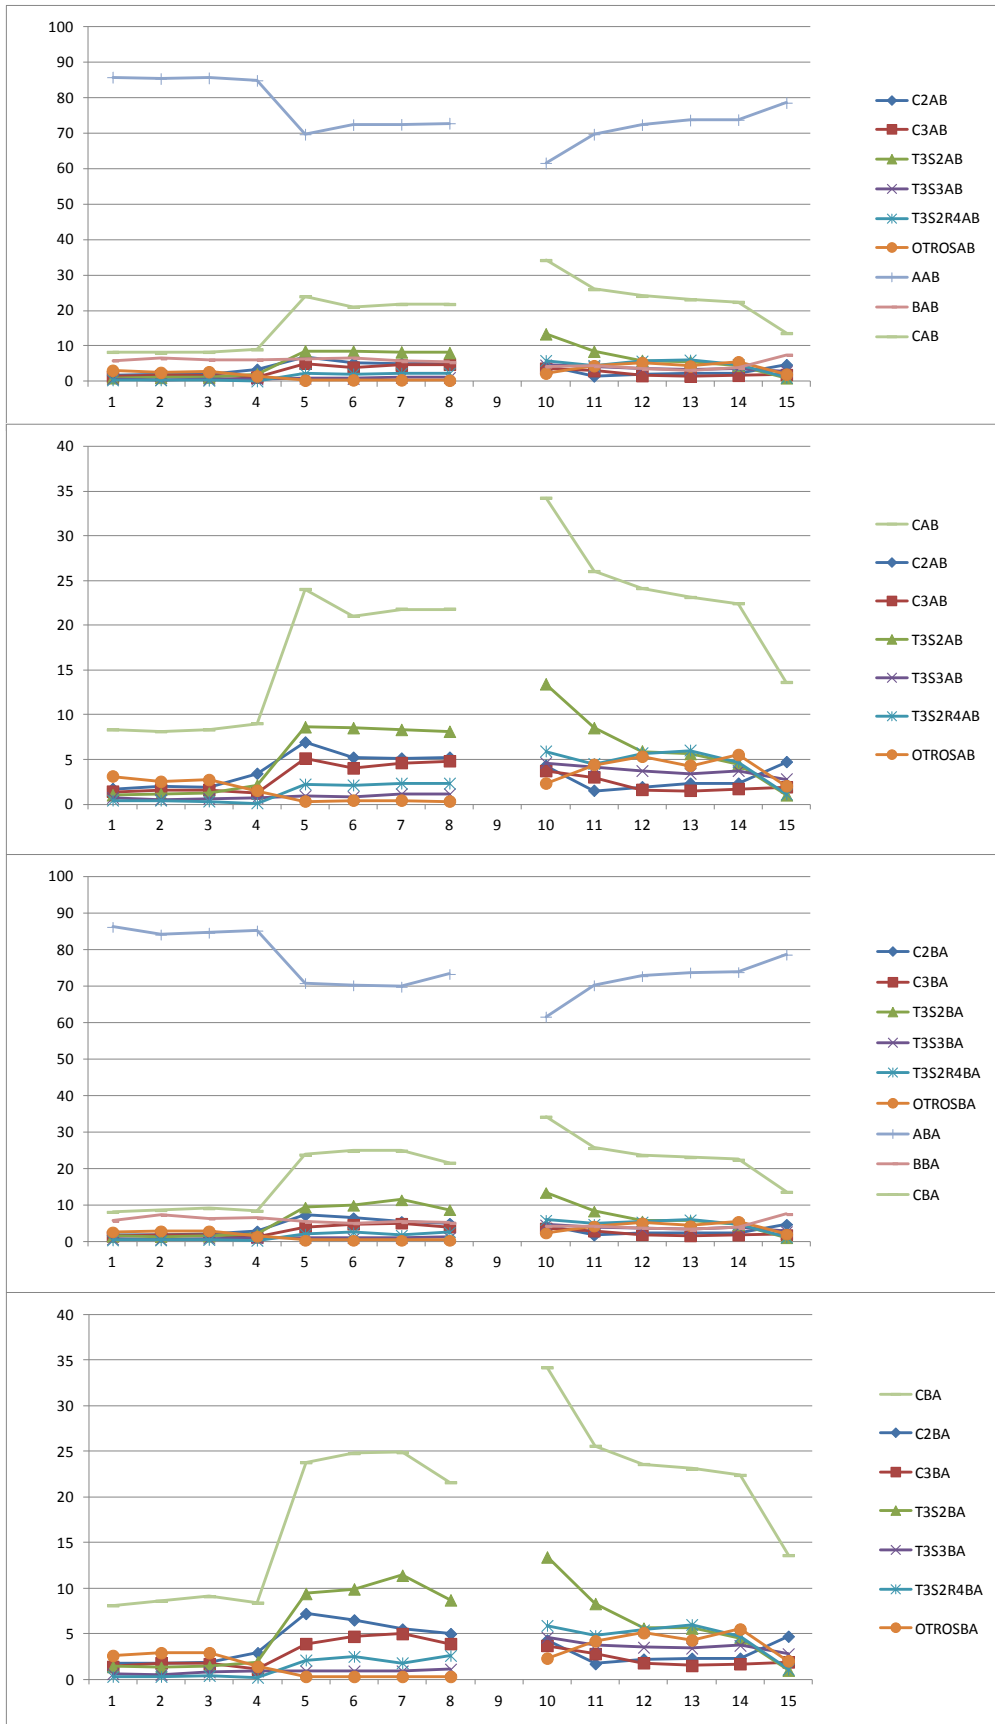 100
90
80
70
60
50
40
30
20
10
0
1 2 3 4 5 6 7 8 9 10 11 12 13 14 15
C2AB
C3AB
T3S2AB
T3S3AB
T3S2R4AB
OTROSAB
AAB
BAB
CAB
40
35
30
25
20
15
10
5
0
1 2 3 4 5 6 7 8 9 10 11 12 13 14 15
CAB
C2AB
C3AB
T3S2AB
T3S3AB
T3S2R4AB
OTROSAB
100
90
80
70
60
50
40
30
20
10
0
1 2 3 4 5 6 7 8 9 10 11 12 13 14 15
C2BA
C3BA
T3S2BA
T3S3BA
T3S2R4BA
OTROSBA
ABA
BBA
CBA
40
35
30
25
20
15
10
5
0
1 2 3 4 5 6 7 8 9 10 11 12 13 14 15
CBA
C2BA
C3BA
T3S2BA
T3S3BA
T3S2R4BA
OTROSBA